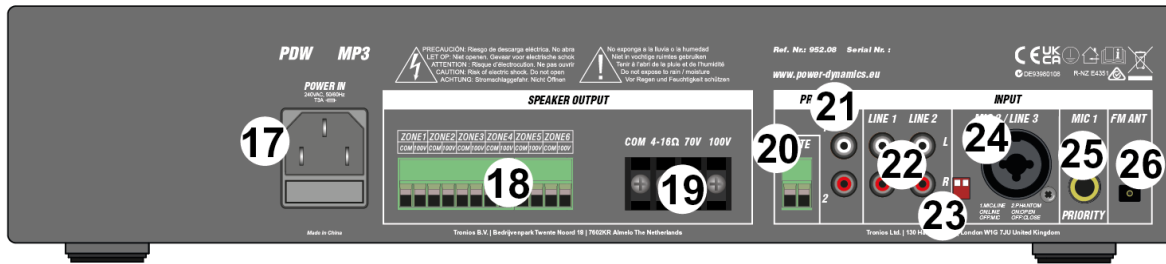 PDW MP3
POWER IN
240VAC, 50/60Hz
17
Made in China
PRECAUCIÓN: Riesgo de descarga eléctrica. No abra
LET OP: Niet openen. Gevaar voor elektrische schok
ATTENTION : Risque d'électrocution. Ne pas ouvrir
CAUTION: Risk of electric shock. Do not open
ACHTUNG: Stromschlaggefahr. Nicht Öffnen
No exponga a la lluvia o la humedad
Niet in vochtige ruimtes gebruiken
Tenir à l'abri de la pluie et de l'humidité
Do not expose to rain / moisture
Vor Regen und Feuchtigkeit schützen
Ref. Nr.: 952.08 Serial Nr. :
www.power-dynamics.eu
CE UK CA
DE93960108 R-NZ
SPEAKER OUTPUT
ZONE1 ZONE2 ZONE3 ZONE4 ZONE5 ZONE6
COM 100V COM 100V COM 100V COM 100V COM 100V COM 100V
18
COM 4-16Ω 70V 100V
19
INPUT
20
21
2
LINE 1 LINE 2
L
22
R
23
/ LINE 3
24
1.MIC/LINE 2.PHANTOM
ON:LINE ON:OPEN
OFF:MIC OFF:CLOSE
MIC 1
25
PRIORITY
FM ANT
26
Tronios B.V. | Bedrijvenpark Twente Noord 18 | 7602KR Almelo The Netherlands
Tronios Ltd. | 130 London W1G 7JU United Kingdom